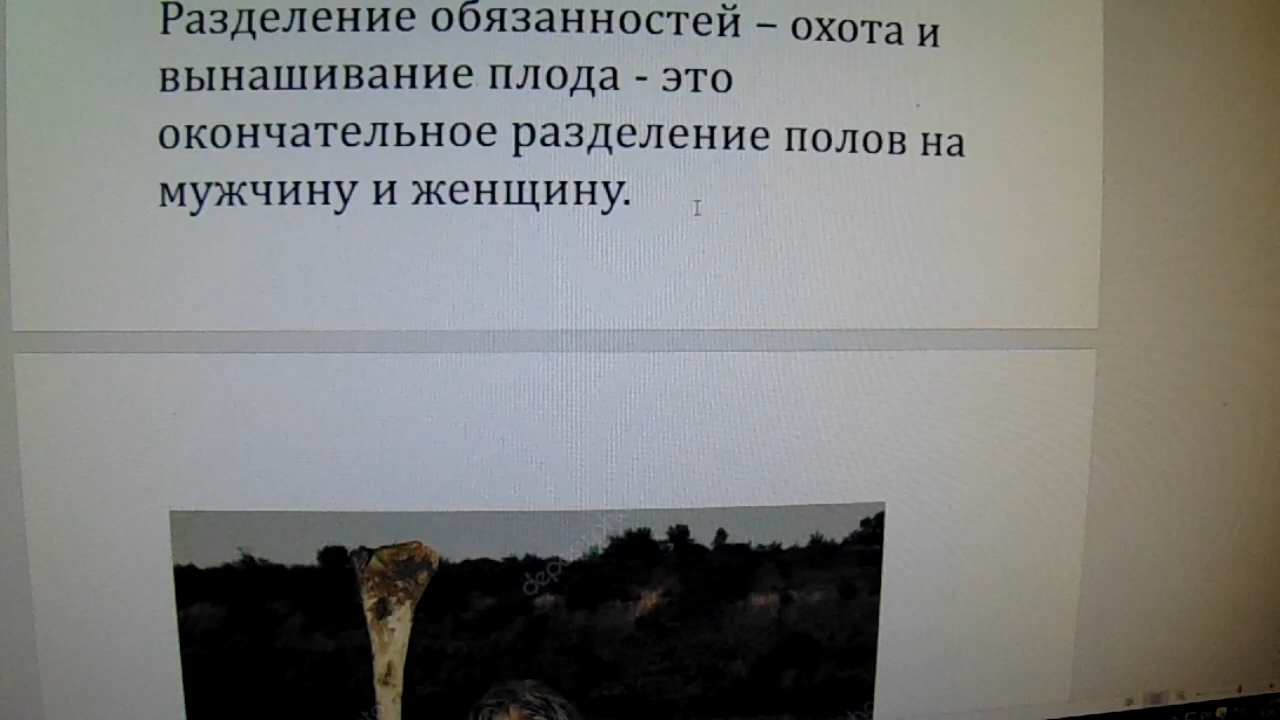 Разделение обязанностей – охота и
вынашивание плода - это
окончательное разделение полов на
мужчину и женщину.